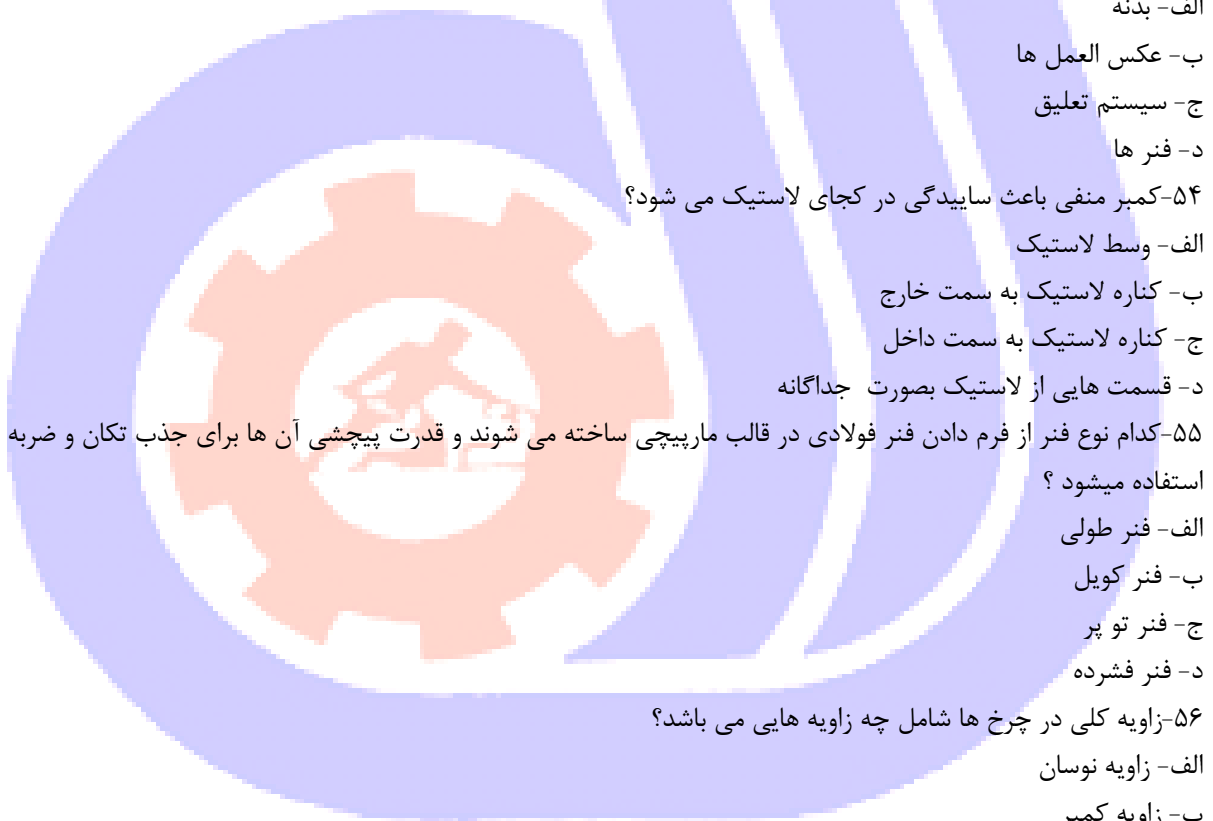 الف- بدنه
ب- عکس العمل ها
ج- سیستم تعلیق
د- فنر ها
۵۴-کمبر منفی باعث ساییدگی در کجای لاستیک می شود؟
الف- وسط لاستیک
ب- کناره لاستیک به سمت خارج
ج- کناره لاستیک به سمت داخل
د- قسمت هایی از لاستیک بصورت جداگانه
۵۵-کدام نوع فنر از فرم دادن فنر فولادی در قالب مارپیچی ساخته می شوند و قدرت پیچشی آن ها برای جذب تکان و ضربه
استفاده میشود ؟
الف- فنر طولی
ب- فنر کویل
ج- فنر تو پر
د- فنر فشرده
۵۶-زاویه کلی در چرخ ها شامل چه زاویه هایی می باشد؟
الف- زاویه نوسان
ب- زاویه کمبر